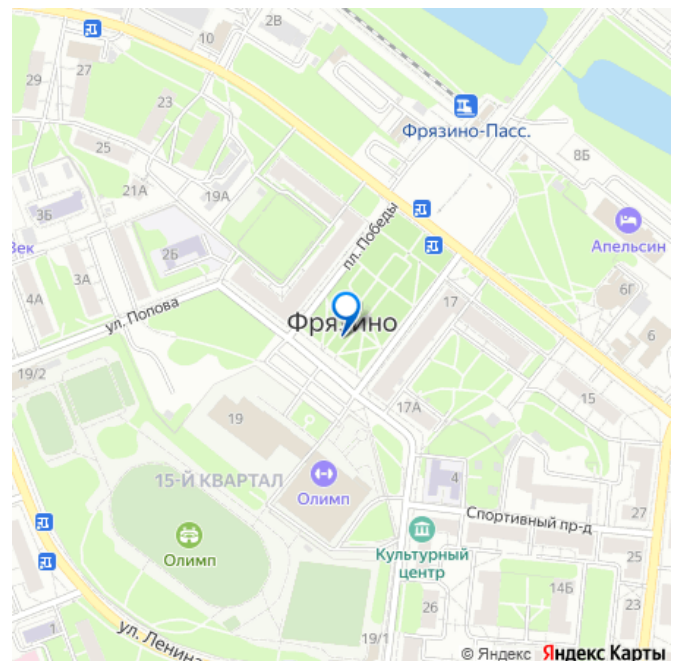 2В
10
27
29
23
Фрязино-Пасс.
25
8Б
21А
19А
3Б
пл. Победы
Апельсин
Век
2Б
3А
4А
ул. Попова
17
6Г
Фрязино
6
19/2
15
17А
19
4
15-Й КВАРТАЛ
Олимп
27
Спортивный пр-д
Олимп
Культурный
центр
25
14Б
26
23
1
ул. Ленина
19/1
© Яндекс Яндекс Карты